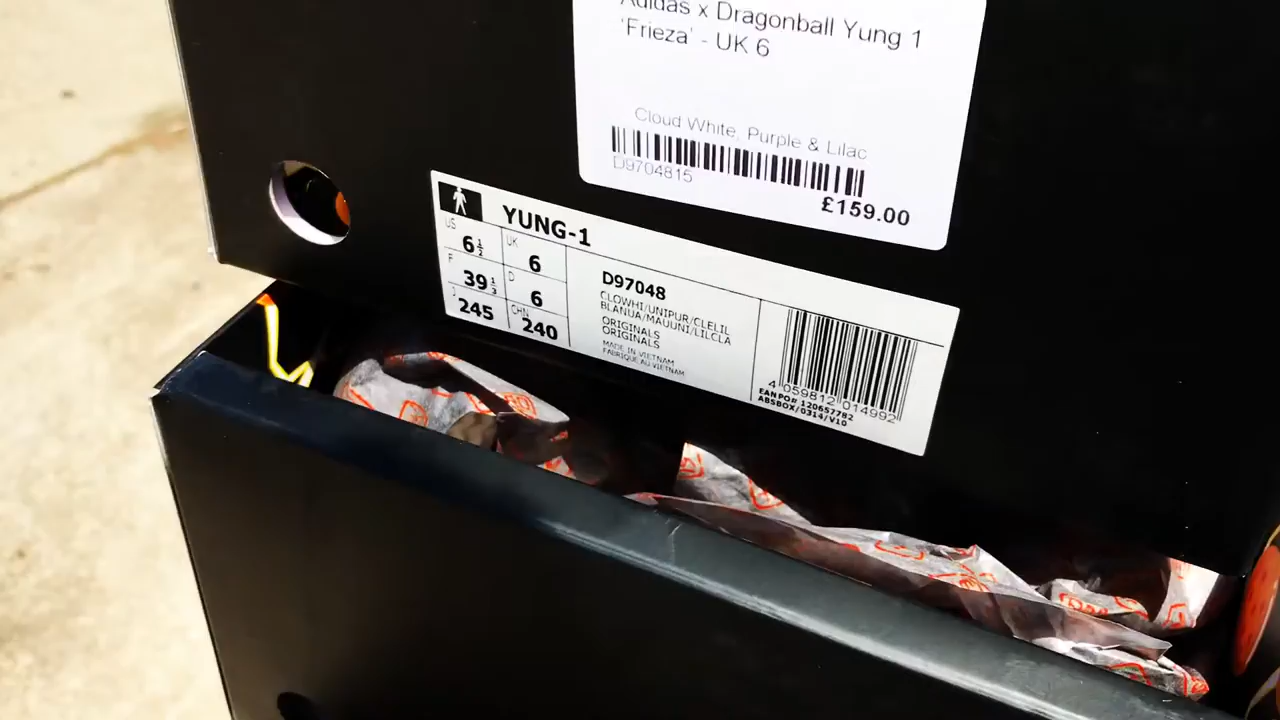 Adidas x Dragonball Yung 1
'Frieza' - UK 6
Cloud White, Purple & Lilac
D9704815
£159.00
YUNG-1
US
6½
UK
6
F
39⅓
D
6
J
245
CHN
240
D97048
CLOWHI/UNIPUR/CLELIL
BLANUA/MAUUNI/LILCLA
ORIGINALS
ORIGINALS
MADE IN VIETNAM
FABRIQUE AU VIETNAM
4 059812 014992
EAN PO# 120657782
ABSBOX/0314/V10